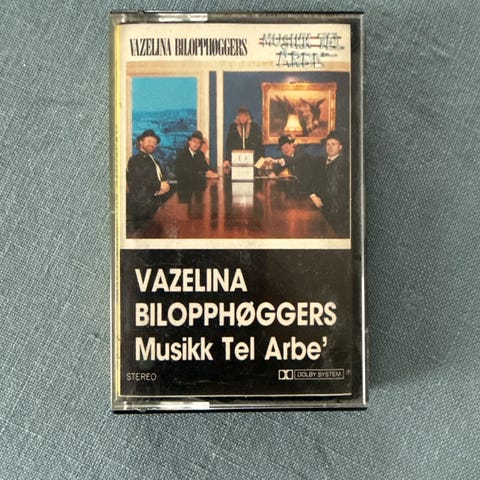 VAZELINA BILOPPHØGGERS
MUSIKK TEL
ARBE'
VAZELINA
BILOPPHØGGERS
Musikk Tel Arbe'
STEREO
DOLBY SYSTEM ®